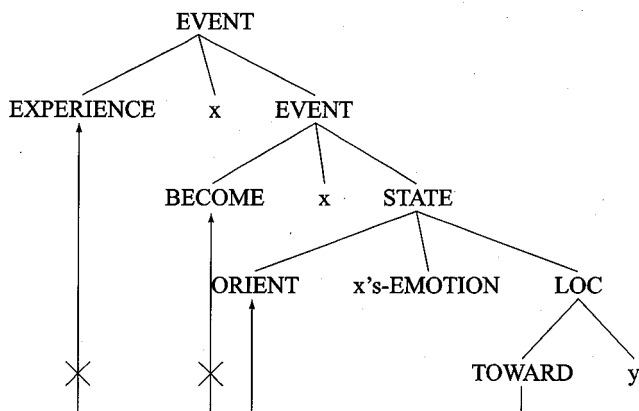 EVENT
EXPERIENCE x EVENT
BECOME x STATE
ORIENT x's-EMOTION LOC
TOWARD y